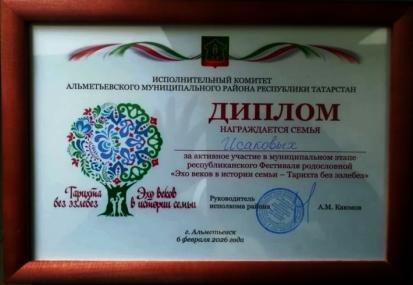 ИСПОЛНИТЕЛЬНЫЙ КОМИТЕТ
АЛЬМЕТЬЕВСКОГО МУНИЦИПАЛЬНОГО РАЙОНА РЕСПУБЛИКИ ТАТАРСТАН
ДИПЛОМ
НАГРАЖДАЕТСЯ СЕМЬЯ
Исаковых
за активное участие в муниципальном этапе
республиканского Фестиваля родословной
«Эхо веков в истории семьи – Тарихта без эзлебез»
Тарихта
без эзлебез
Эхо веков
в истории семьи
Руководитель
исполкома района
А.М. Каюмов
г. Альметьевск
6 февраля 2026 года